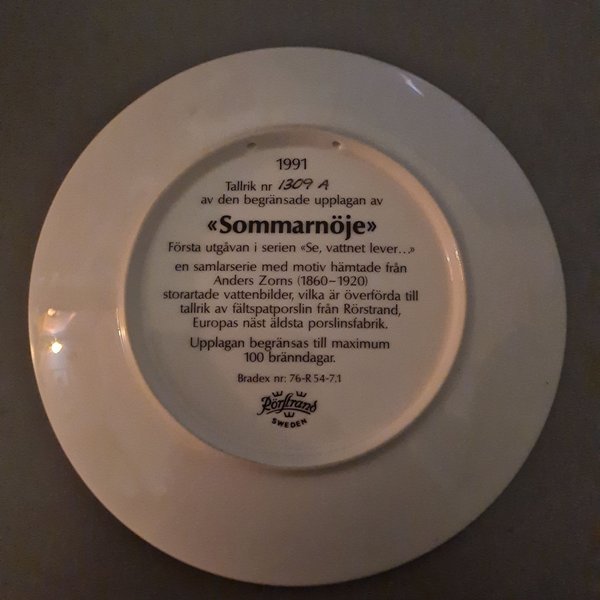 1991
Tallrik nr 1309 A
av den begränsade upplagan av
«Sommarnöje»
Första utgåvan i serien «Se, vattnet lever...»
en samlarserie med motiv hämtade från
Anders Zorns (1860–1920)
storartade vattenbilder, vilka är överförda till
tallrik av fältspatporslin från Rörstrand,
Europas näst äldsta porslinsfabrik.
Upplagan begränsas till maximum
100 bränndagar.
Bradex nr: 76-R 54-7.1
Rörstrand
SWEDEN